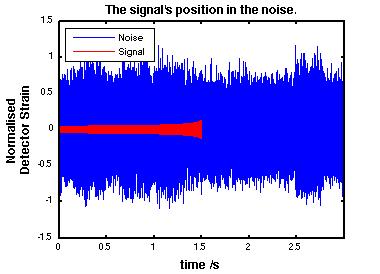 The signal's position in the noise.
1.5
1
0.5
0
-0.5
-1
-1.5
Noise
Signal
Normalised
Detector Strain
0 0.5 1 1.5 2 2.5
time /s